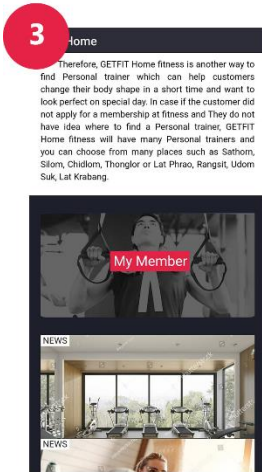 3
Home
Therefore, GETFIT Home fitness is another way to
find Personal trainer which can help customers
change their body shape in a short time and want to
look perfect on special day. In case if the customer did
not apply for a membership at fitness and They do not
have idea where to find a Personal trainer, GETFIT
Home fitness will have many Personal trainers and
you can choose from many places such as Sathorn,
Silom, Chidlom, Thonglor or Lat Phrao, Rangsit, Udom
Suk, Lat Krabang.
My Member
NEWS
NEWS